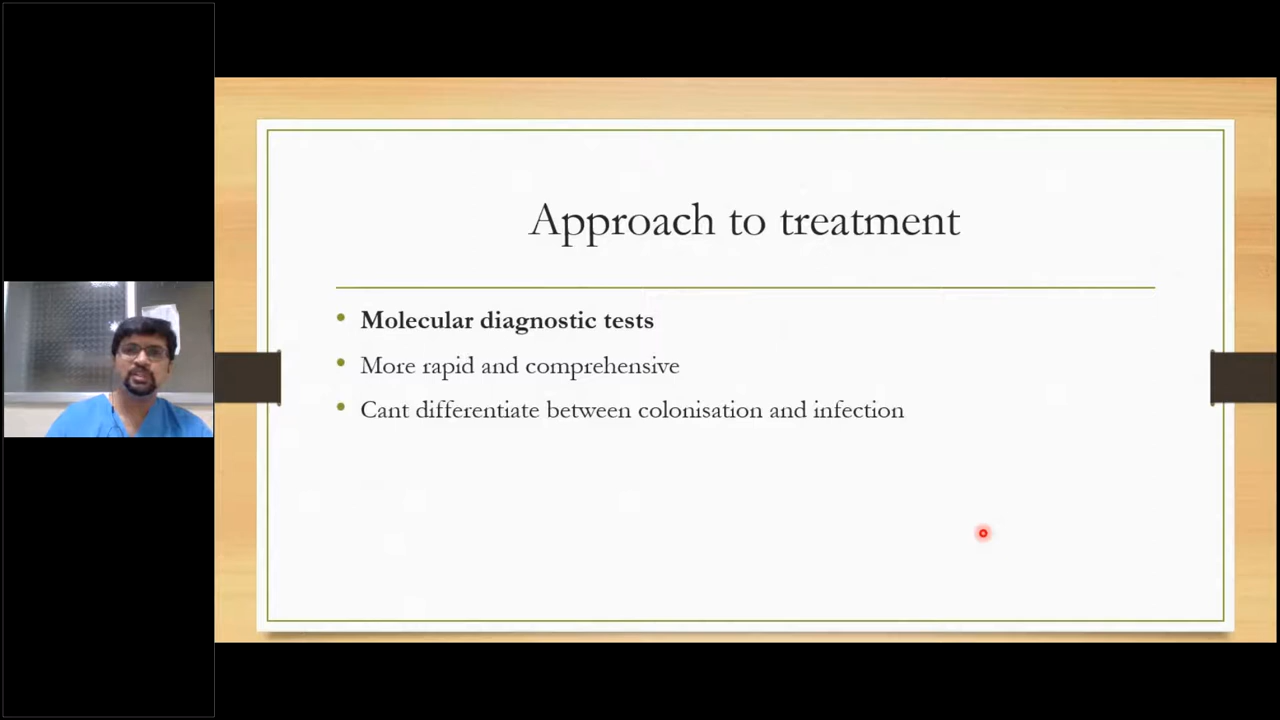 Approach to treatment
Molecular diagnostic tests
More rapid and comprehensive
Cant differentiate between colonisation and infection